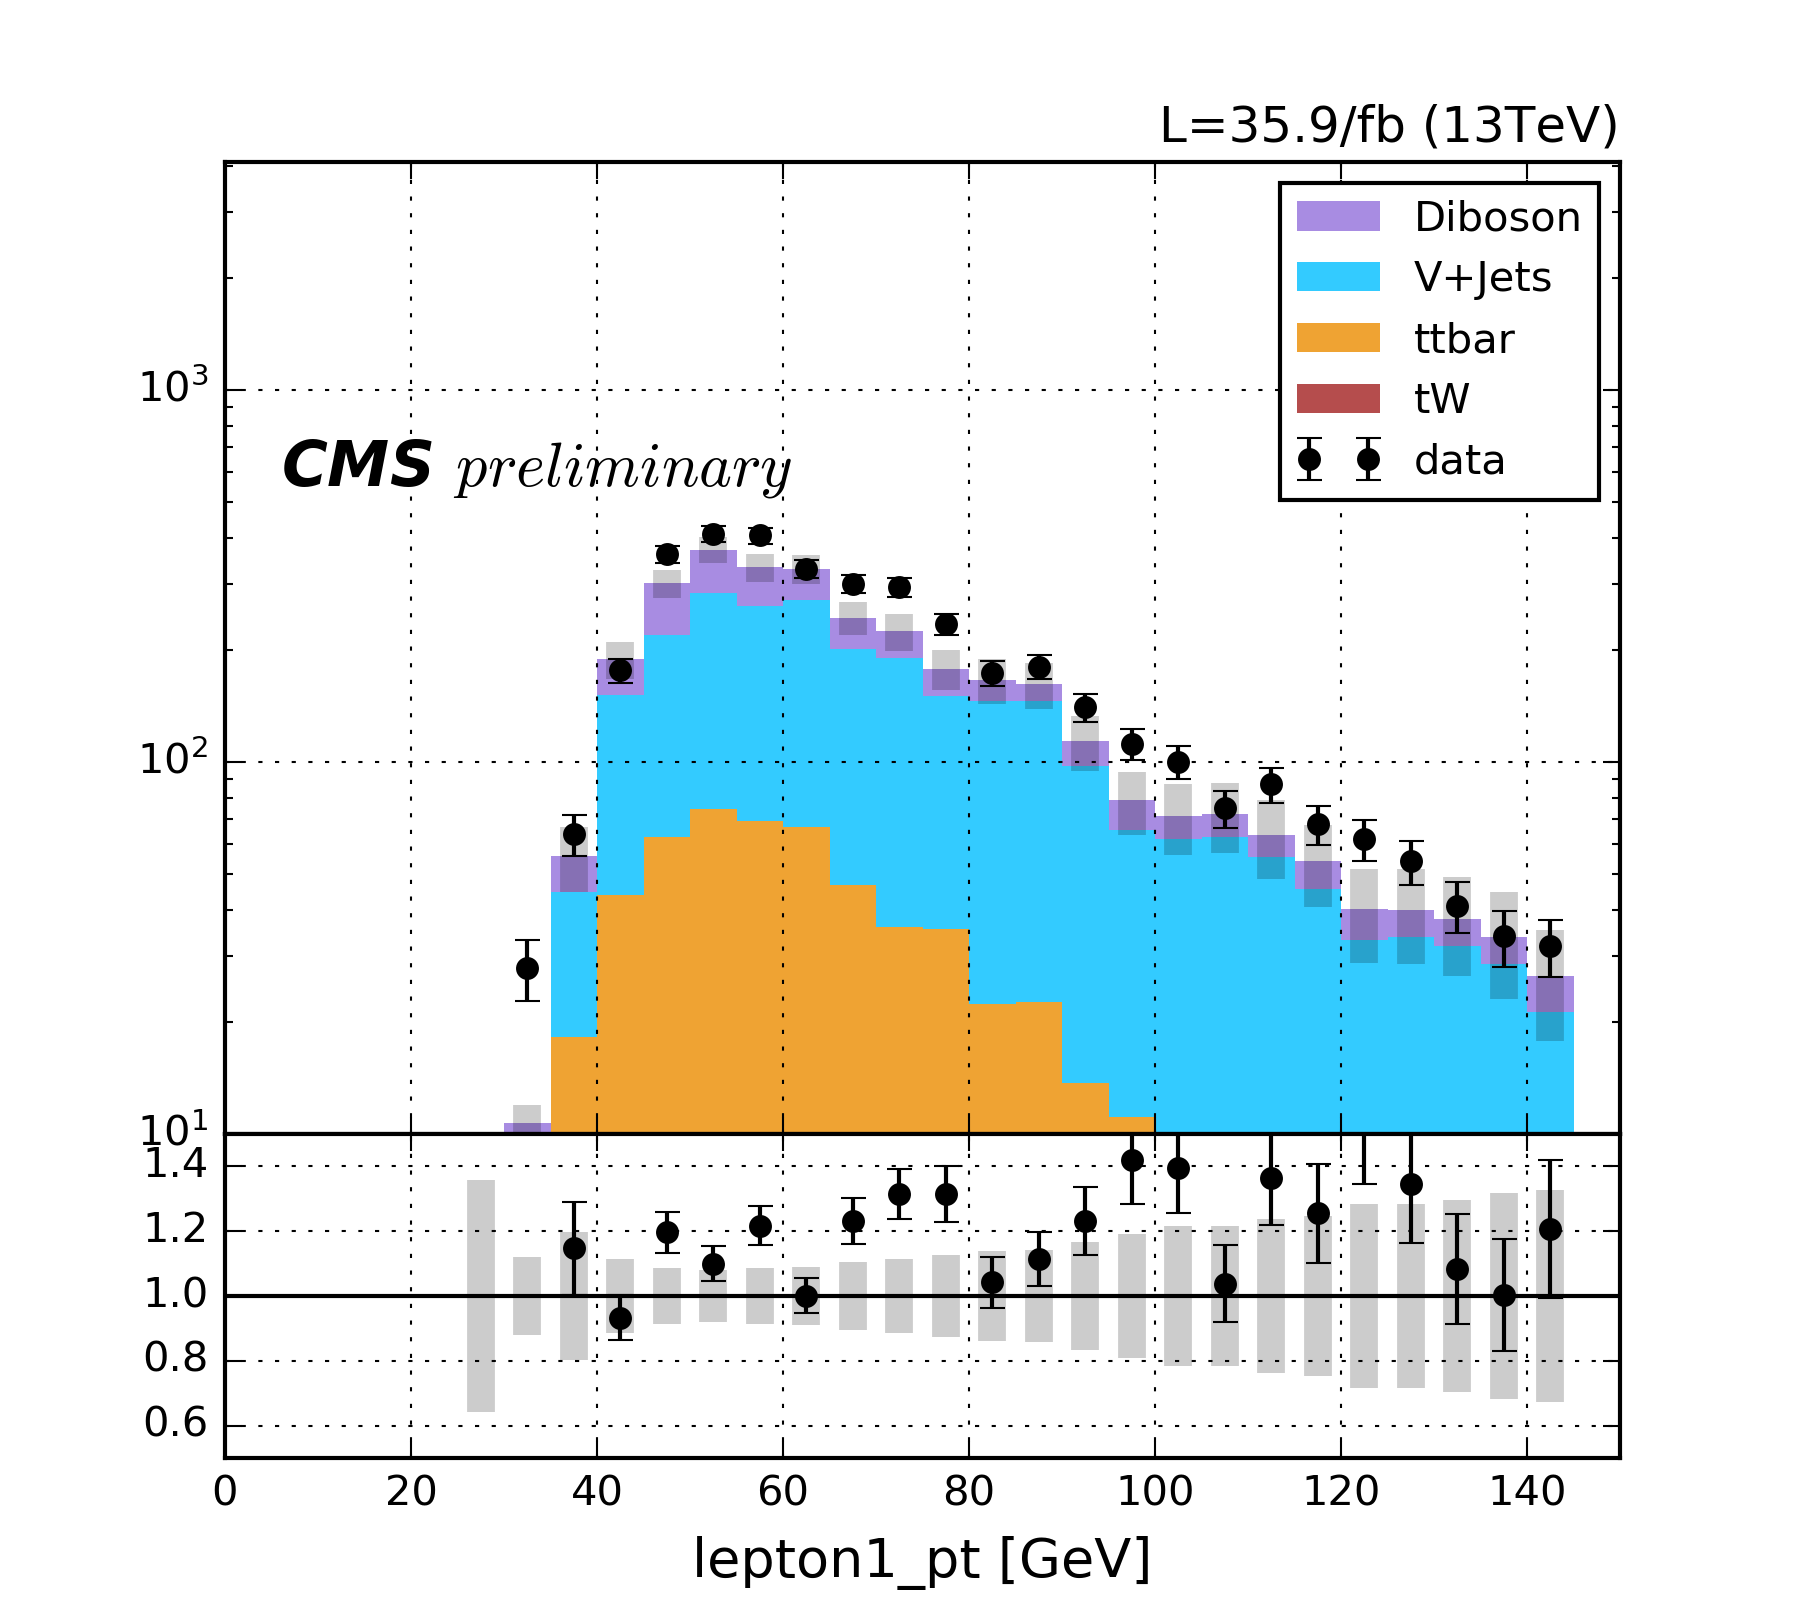 L=35.9/fb (13TeV)
Diboson
V+Jets
ttbar
tW
data
CMS preliminary
10³
10²
10¹
1.4
1.2
1.0
0.8
0.6
0 20 40 60 80 100 120 140
lepton1_pt [GeV]